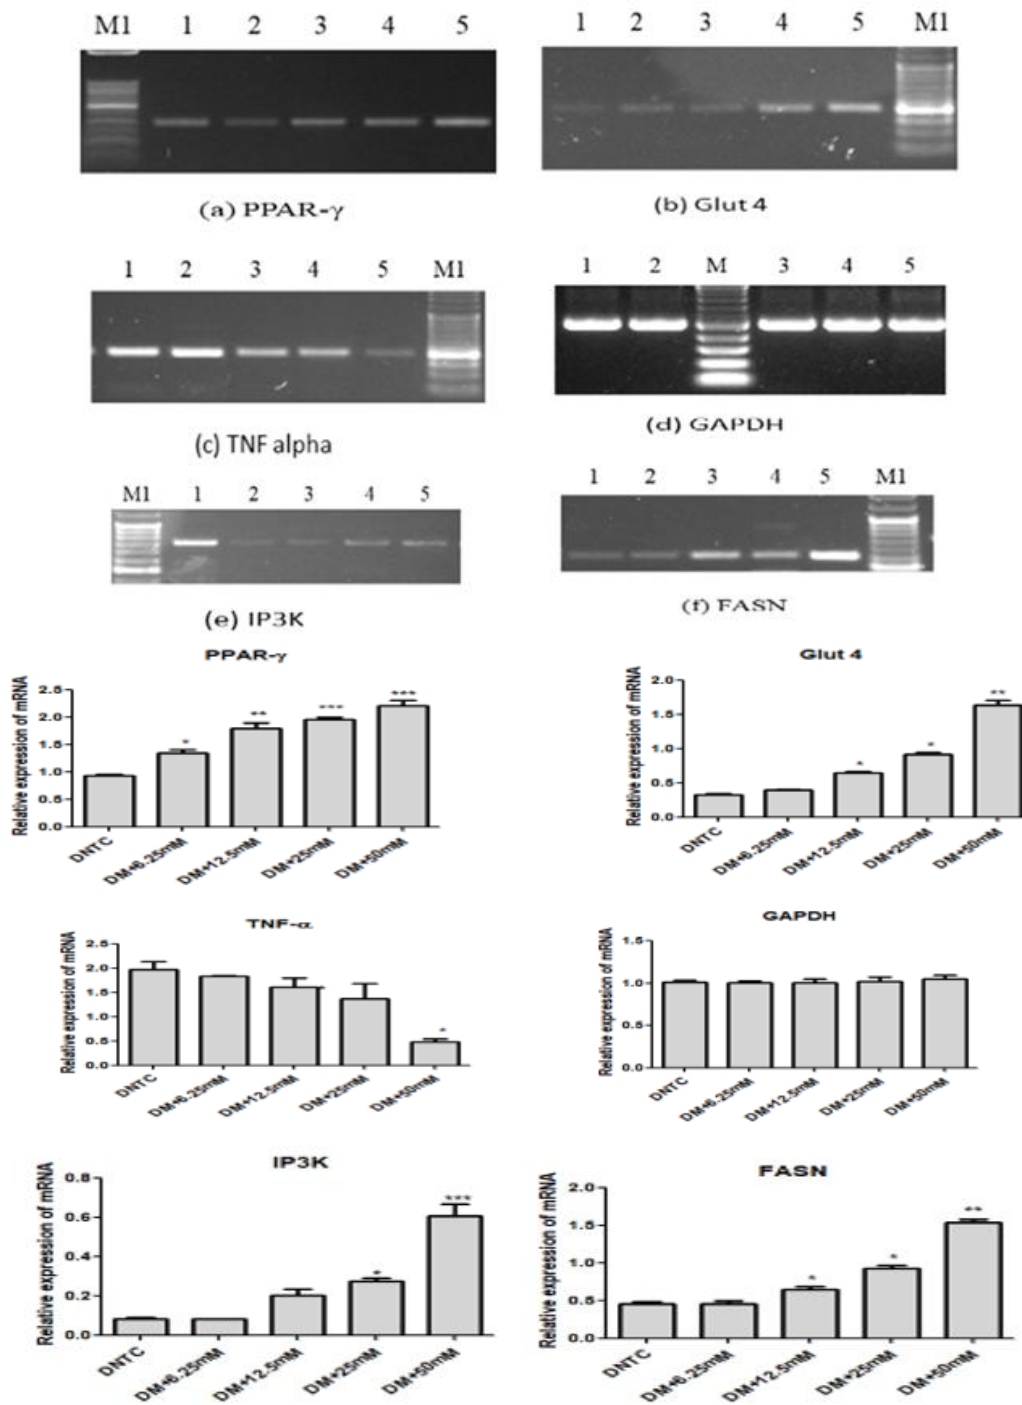 M1 1 2 3 4 5
1 2 3 4 5 M1
(a) PPAR-γ
(b) Glut 4
1 2 3 4 5 M1
1 2 M 3 4 5
(c) TNF alpha
(d) GAPDH
M1 1 2 3 4 5
1 2 3 4 5 M1
(e) IP3K
(f) FASN
PPAR-γ
Relative expression of mRNA
2.5
2.0
1.5
1.0
0.5
0.0
* ** *** ***
DNTC DM+6.25mM DM+12.5mM DM+25mM DM+50mM
Glut 4
Relative expression of mRNA
2.0
1.5
1.0
0.5
0.0
* * **
DNTC DM+6.25mM DM+12.5mM DM+25mM DM+50mM
TNF-α
Relative expression of mRNA
2.5
2.0
1.5
1.0
0.5
0.0
*
DNTC DM+6.25mM DM+12.5mM DM+25mM DM+50mM
GAPDH
Relative expression of mRNA
1.5
1.0
0.5
0.0
DNTC DM+6.25mM DM+12.5mM DM+25mM DM+50mM
IP3K
Relative expression of mRNA
0.8
0.6
0.4
0.2
0.0
* ***
DNTC DM+6.25mM DM+12.5mM DM+25mM DM+50mM
FASN
Relative expression of mRNA
2.0
1.5
1.0
0.5
0.0
* * **
DNTC DM+6.25mM DM+12.5mM DM+25mM DM+50mM